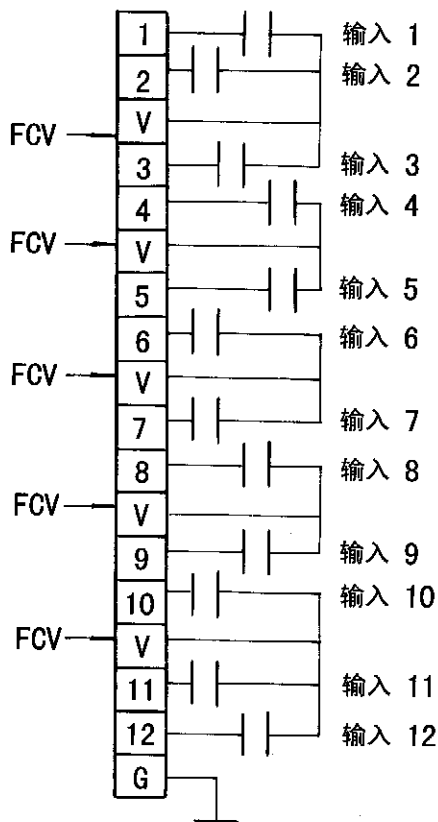 1 输入 1
2 输入 2
V
FCV
3 输入 3
4 输入 4
FCV V
5 输入 5
6 输入 6
FCV V
7 输入 7
8 输入 8
FCV V
9 输入 9
10 输入 10
FCV V
11 输入 11
12 输入 12
G